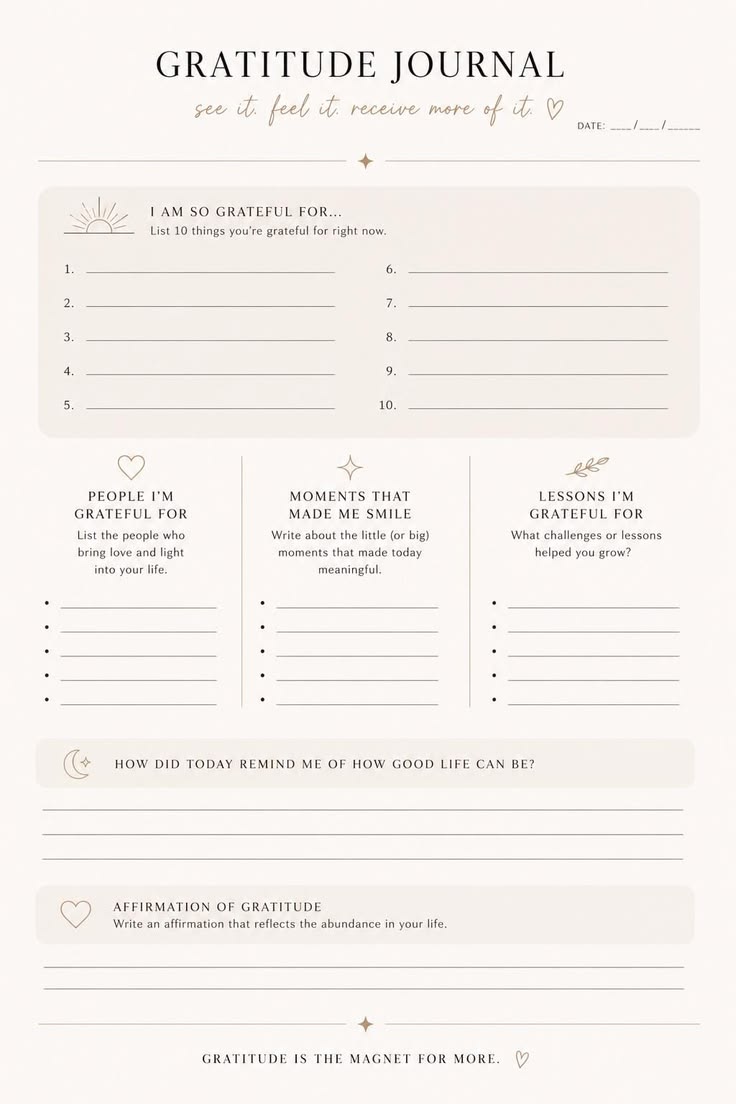 GRATITUDE JOURNAL
see it. feel it. receive more of it.
DATE: ____/____/______
I AM SO GRATEFUL FOR...
List 10 things you're grateful for right now.
1.
2.
3.
4.
5.
6.
7.
8.
9.
10.
PEOPLE I'M
GRATEFUL FOR
List the people who
bring love and light
into your life.
MOMENTS THAT
MADE ME SMILE
Write about the little (or big)
moments that made today
meaningful.
LESSONS I'M
GRATEFUL FOR
What challenges or lessons
helped you grow?
HOW DID TODAY REMIND ME OF HOW GOOD LIFE CAN BE?
AFFIRMATION OF GRATITUDE
Write an affirmation that reflects the abundance in your life.
GRATITUDE IS THE MAGNET FOR MORE.